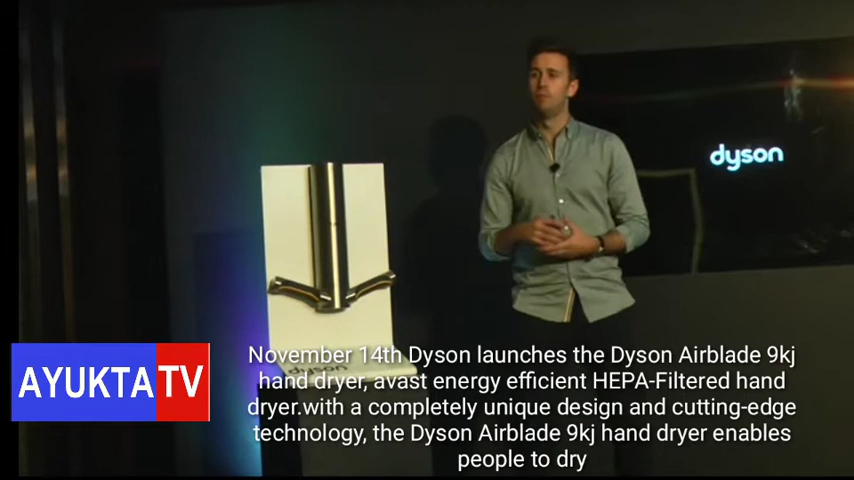 dyson
dyson
AYUKTA TV
November 14th Dyson launches the Dyson Airblade 9kj
hand dryer, avast energy efficient HEPA-Filtered hand
dryer.with a completely unique design and cutting-edge
technology, the Dyson Airblade 9kj hand dryer enables
people to dry